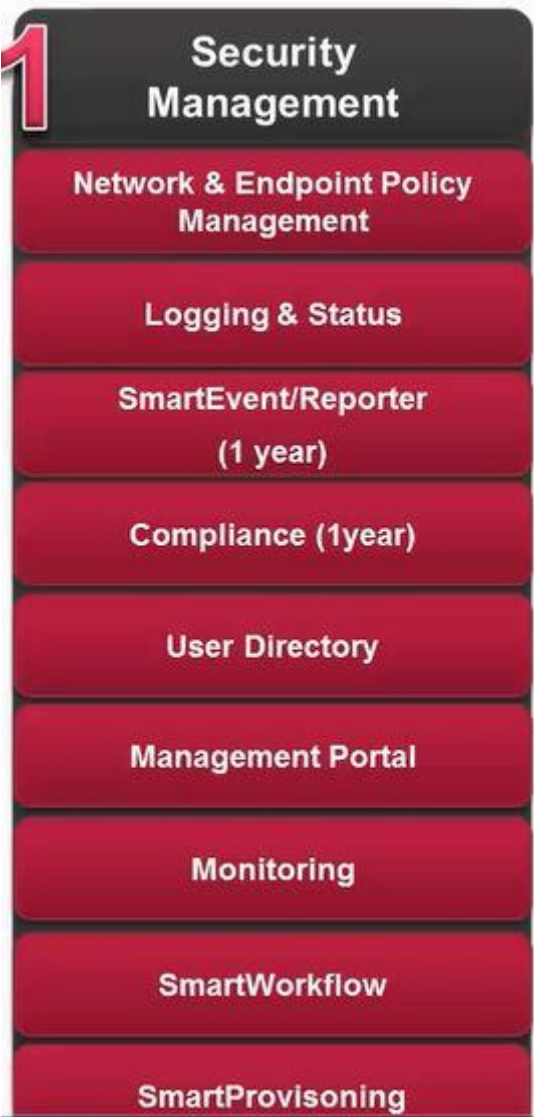 1
Security
Management
Network & Endpoint Policy
Management
Logging & Status
SmartEvent/Reporter
(1 year)
Compliance (1year)
User Directory
Management Portal
Monitoring
SmartWorkflow
SmartProvisoning